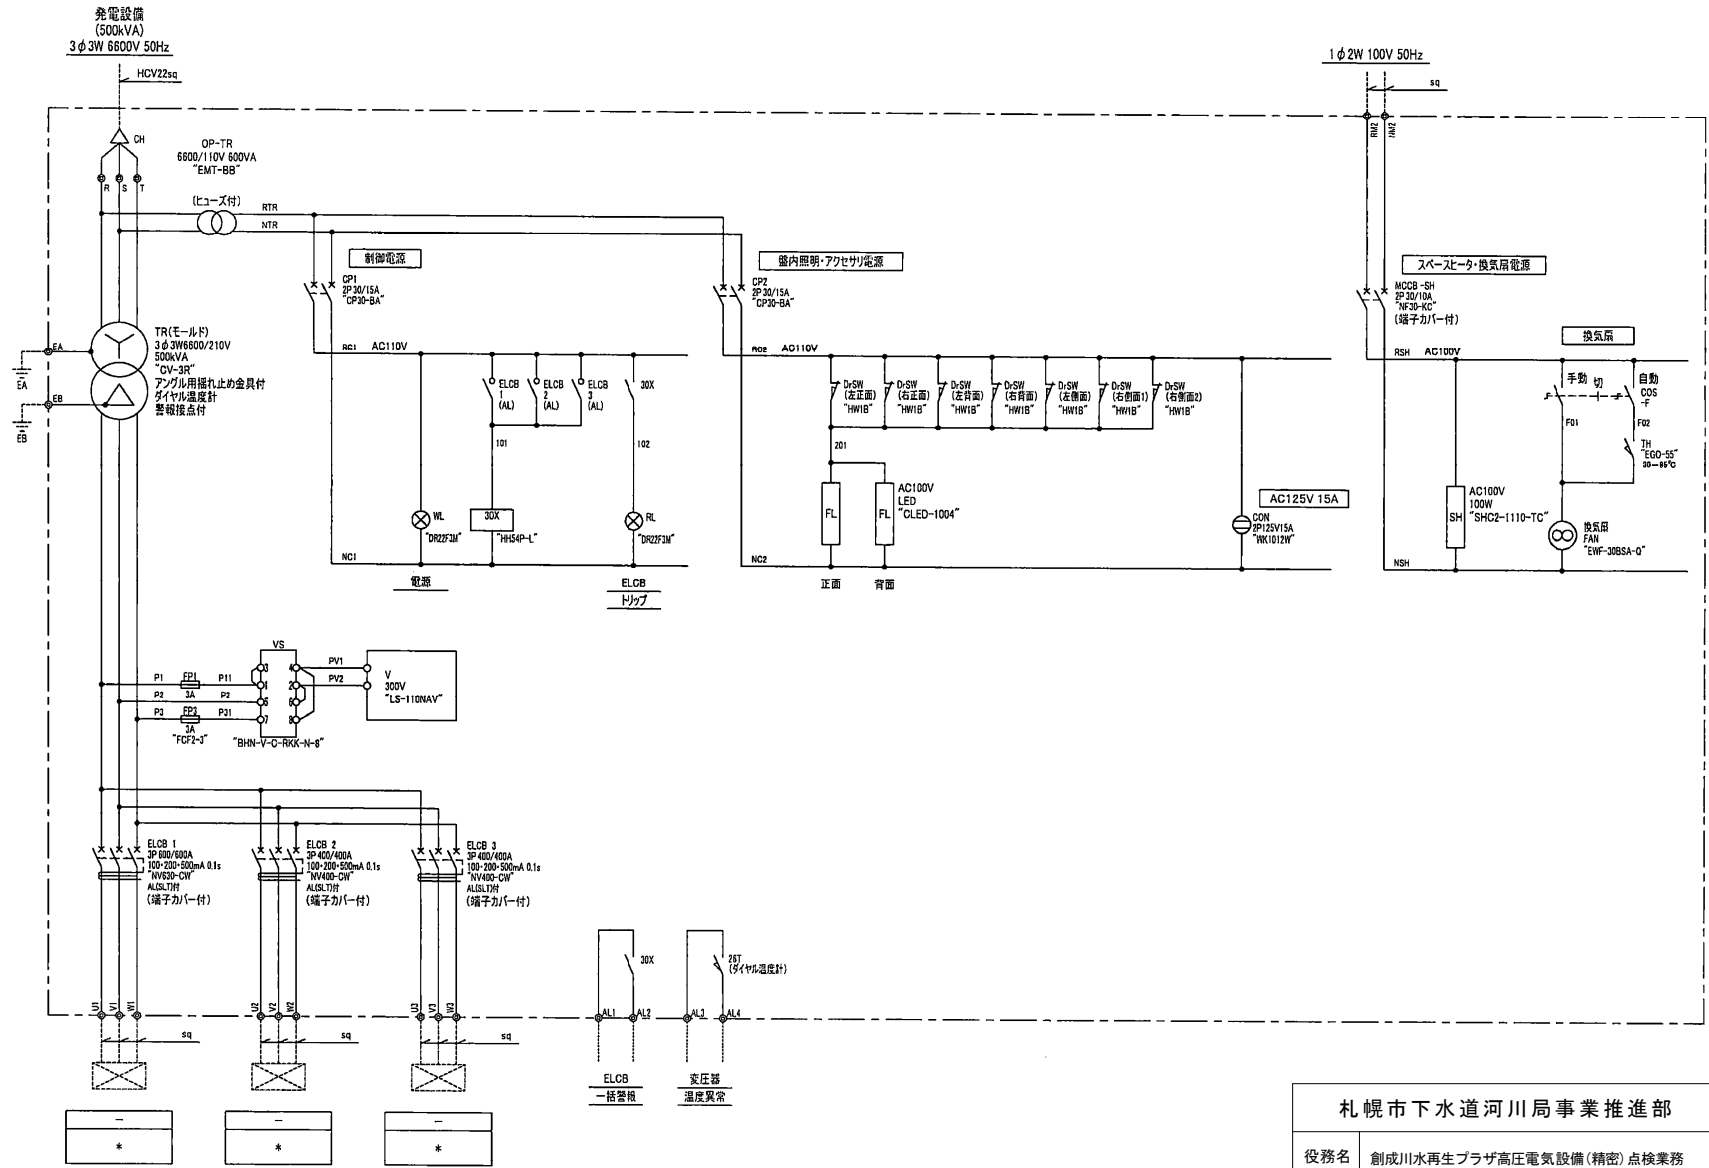 発電設備
(500kVA)
3φ3W 6600V 50Hz
HCV22sq
1φ2W 100V 50Hz
sq
CH
OP-TR
6600/110V 600VA
"EMT-BB"
R S T
(ヒューズ付)
RTR
NTR
RM2
NM2
制御電源
CP1
2P 30/15A
"CP30-BA"
盤内照明・アクセサリ電源
CP2
2P 30/15A
"CP30-BA"
スペースヒータ・換気扇電源
MCCB-SH
2P 30/10A
"NF30-KC"
(端子カバー付)
EA
EA
EB
EB
TR(モールド)
3φ3W6600/210V
500kVA
"CV-3R"
アングル用揺れ止め金具付
ダイヤル温度計
警報接点付
RC1 AC110V
ELCB
1
(AL)
ELCB
2
(AL)
ELCB
3
(AL)
30X
101
102
WL
"DR22F3M"
30X
"HH54P-L"
RL
"DR22F3M"
NC1
電源
ELCB
トリップ
RC2 AC110V
DrSW
(左正面)
"HW1B"
DrSW
(右正面)
"HW1B"
DrSW
(左背面)
"HW1B"
DrSW
(右背面)
"HW1B"
DrSW
(左側面)
"HW1B"
DrSW
(右側面1)
"HW1B"
DrSW
(右側面2)
"HW1B"
201
FL
FL
AC100V
LED
"CLED-1004"
AC125V 15A
CON
2P125V15A
"WK1012W"
NC2
正面
背面
換気扇
RSH AC100V
手動 切 自動
COS
-F
F01
F02
TH
"EGO-55"
30-85℃
SH
AC100V
100W
"SHC2-1110-TC"
換気扇
FAN
"EWF-30BSA-Q"
NSH
VS
P1 FP1 P11
3A
P2 P2
P3 FP3 P31
3A
"FCF2-3"
3 4
1 2
5 6
7 8
"BHN-V-C-RKK-N-8"
PV1
PV2
V
300V
"LS-110NAV"
ELCB 1
3P 600/600A
100・200・500mA 0.1s
"NV630-CW"
AL(SLT)付
(端子カバー付)
ELCB 2
3P 400/400A
100・200・500mA 0.1s
"NV400-CW"
AL(SLT)付
(端子カバー付)
ELCB 3
3P 400/400A
100・200・500mA 0.1s
"NV400-CW"
AL(SLT)付
(端子カバー付)
U1 V1 W1
U2 V2 W2
U3 V3 W3
sq
sq
sq
30X
AL1 AL2
ELCB
一括警報
26T
(ダイヤル温度計)
AL3 AL4
変圧器
温度異常
－
*
－
*
－
*
札幌市下水道河川局事業推進部
役務名 創成川水再生プラザ高圧電気設備(精密)点検業務